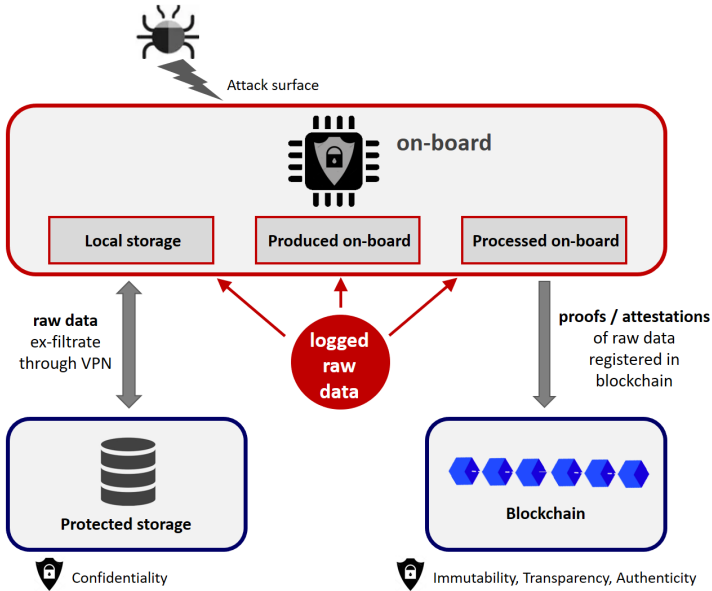 Attack surface
on-board
Local storage
Produced on-board
Processed on-board
raw data
ex-filtrate
through VPN
logged
raw
data
proofs / attestations
of raw data
registered in
blockchain
Protected storage
Blockchain
Confidentiality
Immutability, Transparency, Authenticity